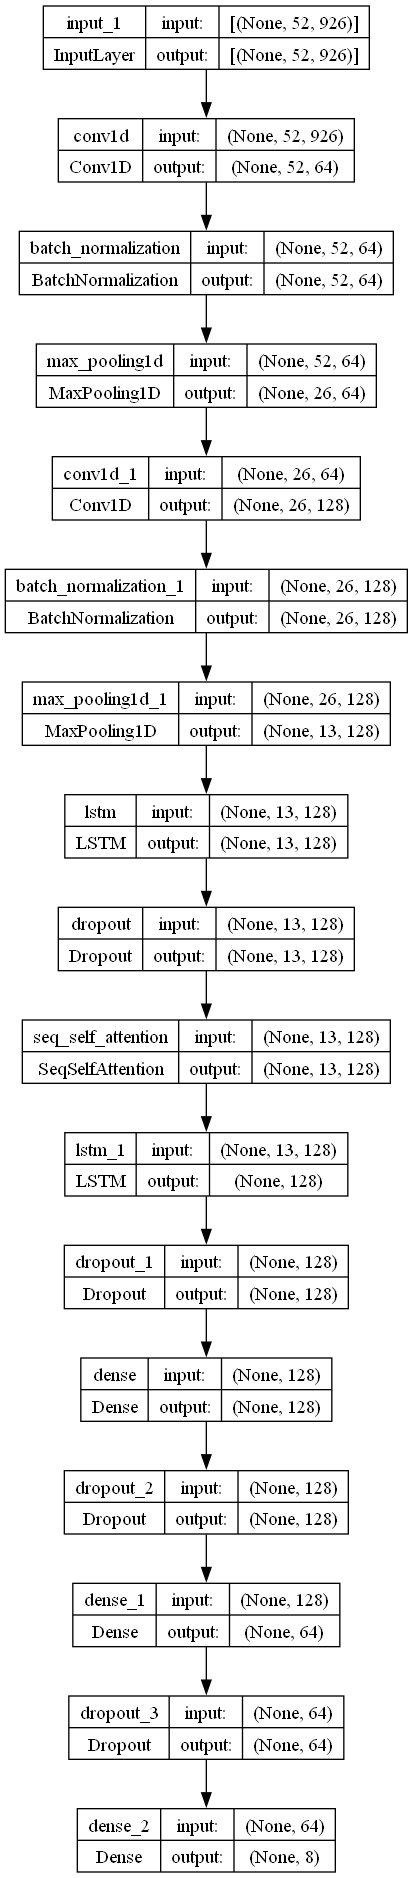 input_1 input: [(None, 52, 926)]
InputLayer output: [(None, 52, 926)]
conv1d input: (None, 52, 926)
Conv1D output: (None, 52, 64)
batch_normalization input: (None, 52, 64)
BatchNormalization output: (None, 52, 64)
max_pooling1d input: (None, 52, 64)
MaxPooling1D output: (None, 26, 64)
conv1d_1 input: (None, 26, 64)
Conv1D output: (None, 26, 128)
batch_normalization_1 input: (None, 26, 128)
BatchNormalization output: (None, 26, 128)
max_pooling1d_1 input: (None, 26, 128)
MaxPooling1D output: (None, 13, 128)
lstm input: (None, 13, 128)
LSTM output: (None, 13, 128)
dropout input: (None, 13, 128)
Dropout output: (None, 13, 128)
seq_self_attention input: (None, 13, 128)
SeqSelfAttention output: (None, 13, 128)
lstm_1 input: (None, 13, 128)
LSTM output: (None, 128)
dropout_1 input: (None, 128)
Dropout output: (None, 128)
dense input: (None, 128)
Dense output: (None, 128)
dropout_2 input: (None, 128)
Dropout output: (None, 128)
dense_1 input: (None, 128)
Dense output: (None, 64)
dropout_3 input: (None, 64)
Dropout output: (None, 64)
dense_2 input: (None, 64)
Dense output: (None, 8)